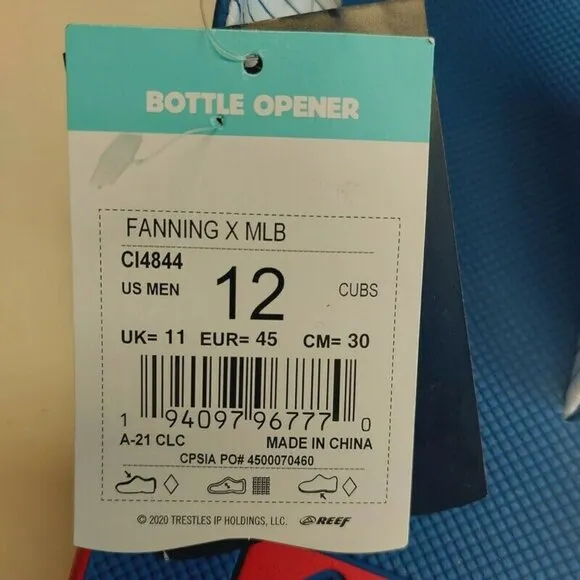 BOTTLE OPENER
FANNING X MLB
CI4844
US MEN 12 CUBS
UK= 11 EUR= 45 CM= 30
1 94097 96777 0
A-21 CLC MADE IN CHINA
CPSIA PO# 4500070460
© 2020 TRESTLES IP HOLDINGS, LLC. REEF